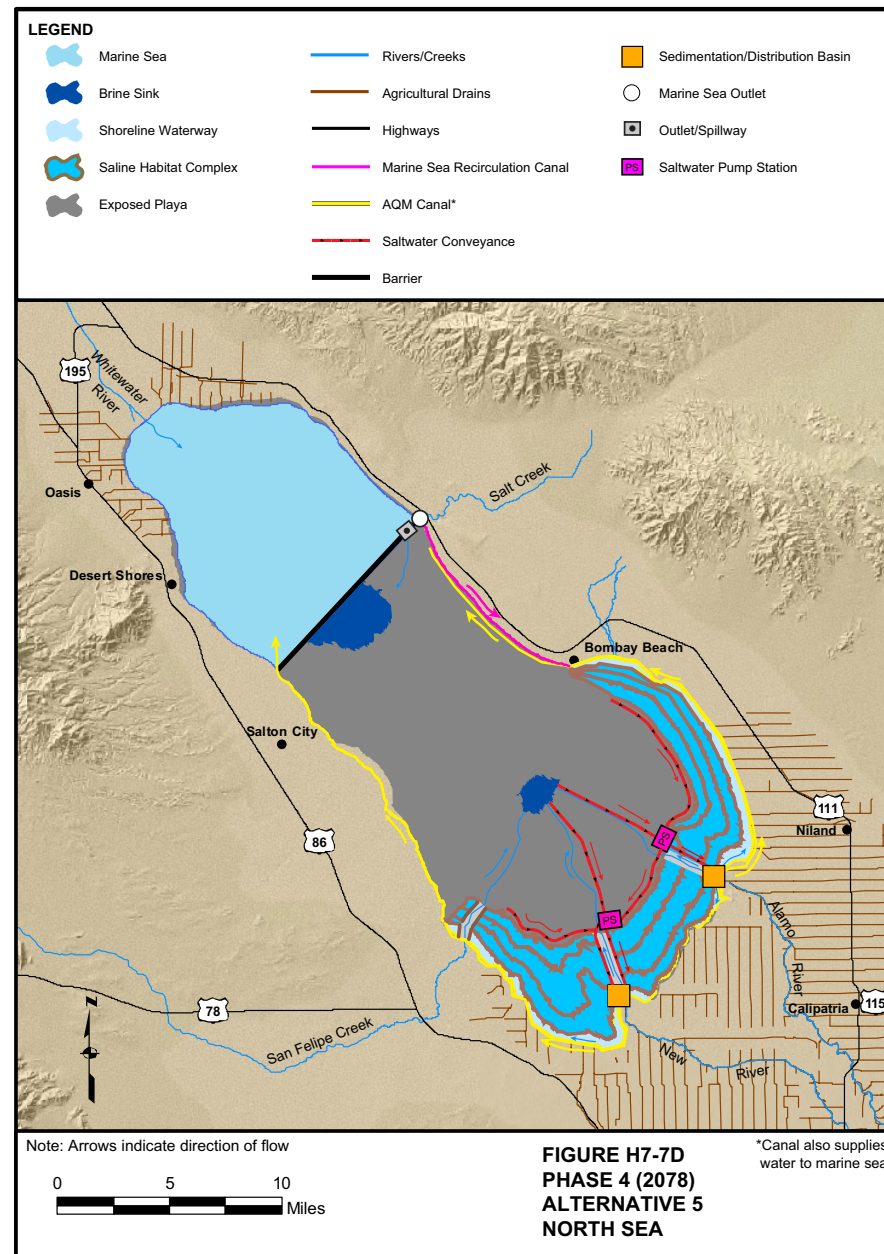 LEGEND
Marine Sea
Brine Sink
Shoreline Waterway
Saline Habitat Complex
Exposed Playa
Rivers/Creeks
Agricultural Drains
Highways
Marine Sea Recirculation Canal
AQM Canal*
Saltwater Conveyance
Barrier
Sedimentation/Distribution Basin
Marine Sea Outlet
Outlet/Spillway
PS Saltwater Pump Station
195
Whitewater
River
Oasis
Salt Creek
Desert Shores
Bombay Beach
Salton City
111
Niland
86
PS
PS
Alamo
River
115
Calipatria
78
San Felipe Creek
New
River
N
Note: Arrows indicate direction of flow
0 5 10
Miles
FIGURE H7-7D
PHASE 4 (2078)
ALTERNATIVE 5
NORTH SEA
*Canal also supplies
water to marine sea